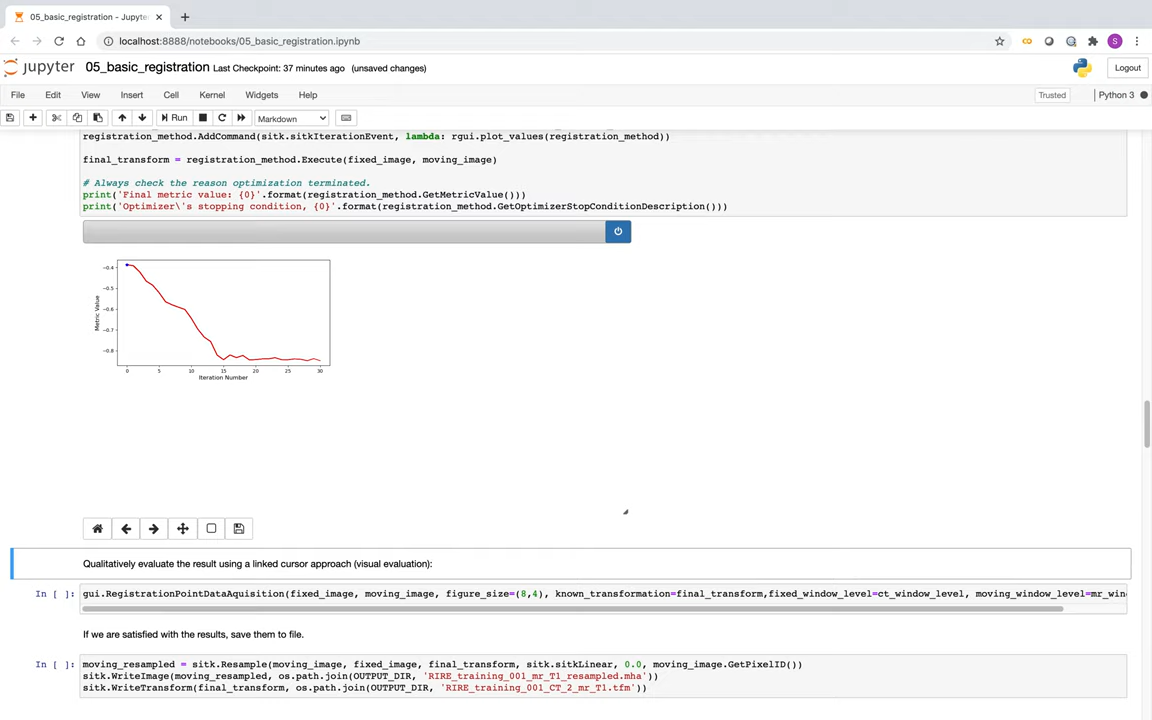 05_basic_registration - Jupyter
localhost:8888/notebooks/05_basic_registration.ipynb
S
jupyter 05_basic_registration Last Checkpoint: 37 minutes ago (unsaved changes)
Logout
File Edit View Insert Cell Kernel Widgets Help
Trusted
Python 3
Run
Markdown
registration_method.AddCommand(sitk.sitkIterationEvent, lambda: rgui.plot_values(registration_method))
final_transform = registration_method.Execute(fixed_image, moving_image)
# Always check the reason optimization terminated.
print('Final metric value: {0}'.format(registration_method.GetMetricValue()))
print('Optimizer\'s stopping condition, {0}'.format(registration_method.GetOptimizerStopConditionDescription()))
−0.4
−0.5
−0.6
−0.7
−0.8
Metric Value
0 5 10 15 20 25 30
Iteration Number
Qualitatively evaluate the result using a linked cursor approach (visual evaluation):
In [ ]: gui.RegistrationPointDataAquisition(fixed_image, moving_image, figure_size=(8,4), known_transformation=final_transform,fixed_window_level=ct_window_level, moving_window_level=mr_win
If we are satisfied with the results, save them to file.
In [ ]: moving_resampled = sitk.Resample(moving_image, fixed_image, final_transform, sitk.sitkLinear, 0.0, moving_image.GetPixelID())
sitk.WriteImage(moving_resampled, os.path.join(OUTPUT_DIR, 'RIRE_training_001_mr_T1_resampled.mha'))
sitk.WriteTransform(final_transform, os.path.join(OUTPUT_DIR, 'RIRE_training_001_CT_2_mr_T1.tfm'))